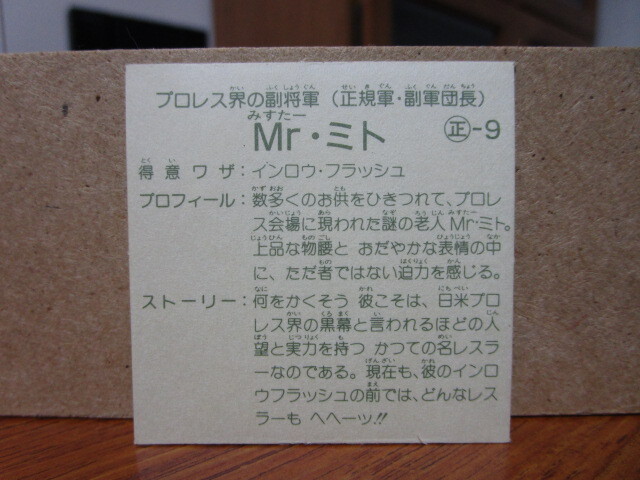 プロレス界の副将軍（正規軍・副軍団長）
Mr・ミト ㊣-9
得意ワザ：インロウ・フラッシュ
プロフィール：数多くのお供をひきつれて、プロレ
ス会場に現われた謎の老人Mr・ミト。
上品な物腰と おだやかな表情の中
に、ただ者ではない迫力を感じる。
ストーリー：何をかくそう 彼こそは、日米プロ
レス界の黒幕と言われるほどの人
望と実力を持つ かつての名レスラ
ーなのである。現在も、彼のインロ
ウフラッシュの前では、どんなレス
ラーも ヘヘーッ!!